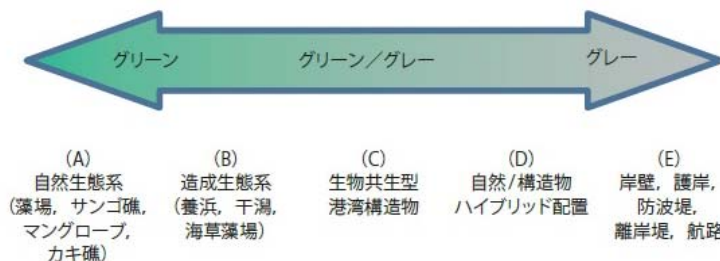 グリーン
グリーン／グレー
グレー
(A)
自然生態系
(藻場，サンゴ礁，
マングローブ，
カキ礁)
(B)
造成生態系
(養浜，干潟，
海草藻場)
(C)
生物共生型
港湾構造物
(D)
自然/構造物
ハイブリッド配置
(E)
岸壁，護岸，
防波堤，
離岸堤，航路